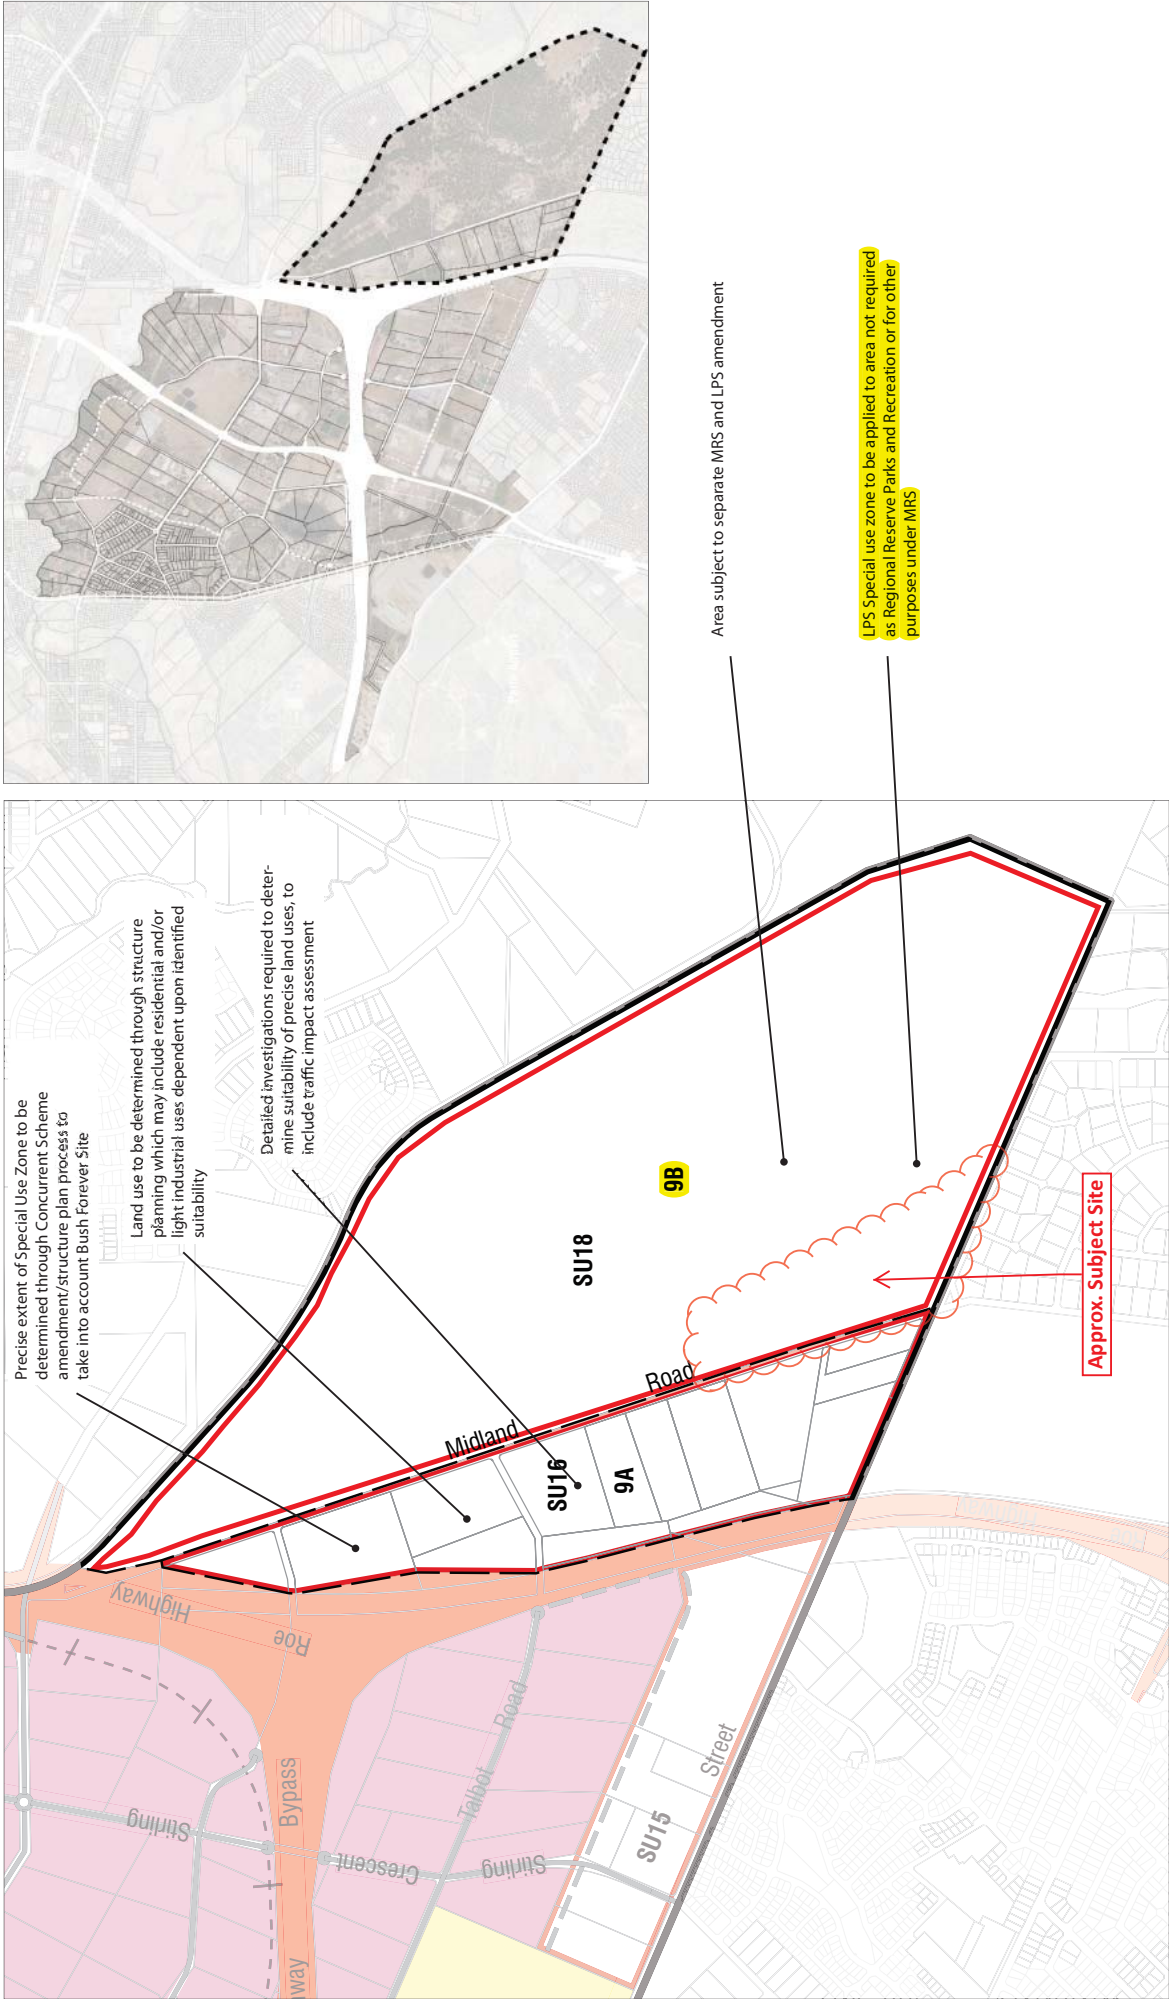 Precise extent of Special Use Zone to be
determined through Concurrent Scheme
amendment/structure plan process to
take into account Bush Forever Site
Land use to be determined through structure
planning which may include residential and/or
light industrial uses dependent upon identified
suitability
Detailed investigations required to deter-
mine suitability of precise land uses, to
include traffic impact assessment
Area subject to separate MRS and LPS amendment
LPS Special use zone to be applied to area not required
as Regional Reserve Parks and Recreation or for other
purposes under MRS
9B
SU18
Midland
Road
SU16
9A
Approx. Subject Site
Roe
Highway
Bypass
way
Stirling
Crescent
Talbot
Road
Stirling
Street
SU15